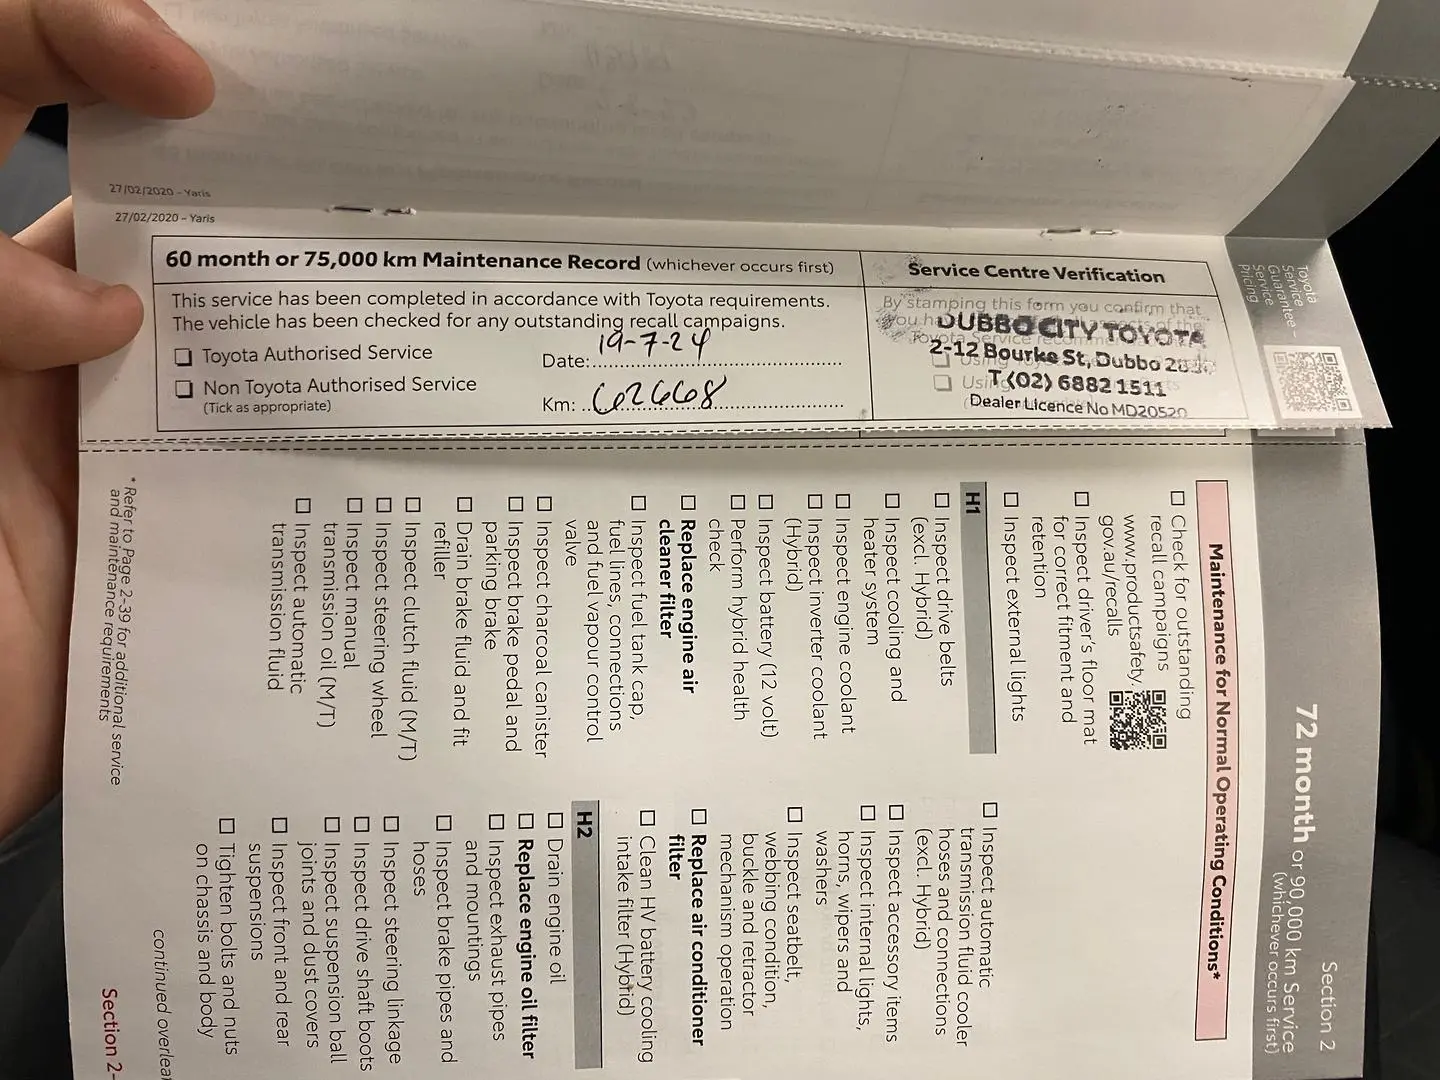 27/02/2020 – Yaris
27/02/2020 – Yaris
60 month or 75,000 km Maintenance Record (whichever occurs first)
This service has been completed in accordance with Toyota requirements.
The vehicle has been checked for any outstanding recall campaigns.
☐ Toyota Authorised Service
☐ Non Toyota Authorised Service
(Tick as appropriate)
Date: 19-7-24
Km: 62668
Service Centre Verification
By stamping this form you confirm that
DUBBO CITY TOYOTA
2-12 Bourke St, Dubbo
T (02) 6882 1511
Dealer Licence No MD20520
Toyota
Service
Guarantee –
Service
Pricing
Section 2
72 month or 90,000 km Service
(whichever occurs first)
Maintenance for Normal Operating Conditions*
☐ Check for outstanding
recall campaigns
www.productsafety.
gov.au/recalls
☐ Inspect driver's floor mat
for correct fitment and
retention
☐ Inspect external lights
H1
☐ Inspect drive belts
(excl. Hybrid)
☐ Inspect cooling and
heater system
☐ Inspect engine coolant
☐ Inspect inverter coolant
(Hybrid)
☐ Inspect battery (12 volt)
☐ Perform hybrid health
check
☐ Replace engine air
cleaner filter
☐ Inspect fuel tank cap,
fuel lines, connections
and fuel vapour control
valve
☐ Inspect charcoal canister
☐ Inspect brake pedal and
parking brake
☐ Drain brake fluid and fit
refiller
☐ Inspect clutch fluid (M/T)
☐ Inspect steering wheel
☐ Inspect manual
transmission oil (M/T)
☐ Inspect automatic
transmission fluid
☐ Inspect automatic
transmission fluid cooler
hoses and connections
(excl. Hybrid)
☐ Inspect accessory items
☐ Inspect internal lights,
horns, wipers and
washers
☐ Inspect seatbelt,
webbing condition,
buckle and retractor
mechanism operation
☐ Replace air conditioner
filter
☐ Clean HV battery cooling
intake filter (Hybrid)
H2
☐ Drain engine oil
☐ Replace engine oil filter
☐ Inspect exhaust pipes
and mountings
☐ Inspect brake pipes and
hoses
☐ Inspect steering linkage
☐ Inspect drive shaft boots
☐ Inspect suspension ball
joints and dust covers
☐ Inspect front and rear
suspensions
☐ Tighten bolts and nuts
on chassis and body
continued overleaf
* Refer to Page 2-39 for additional service
and maintenance requirements
Section 2-